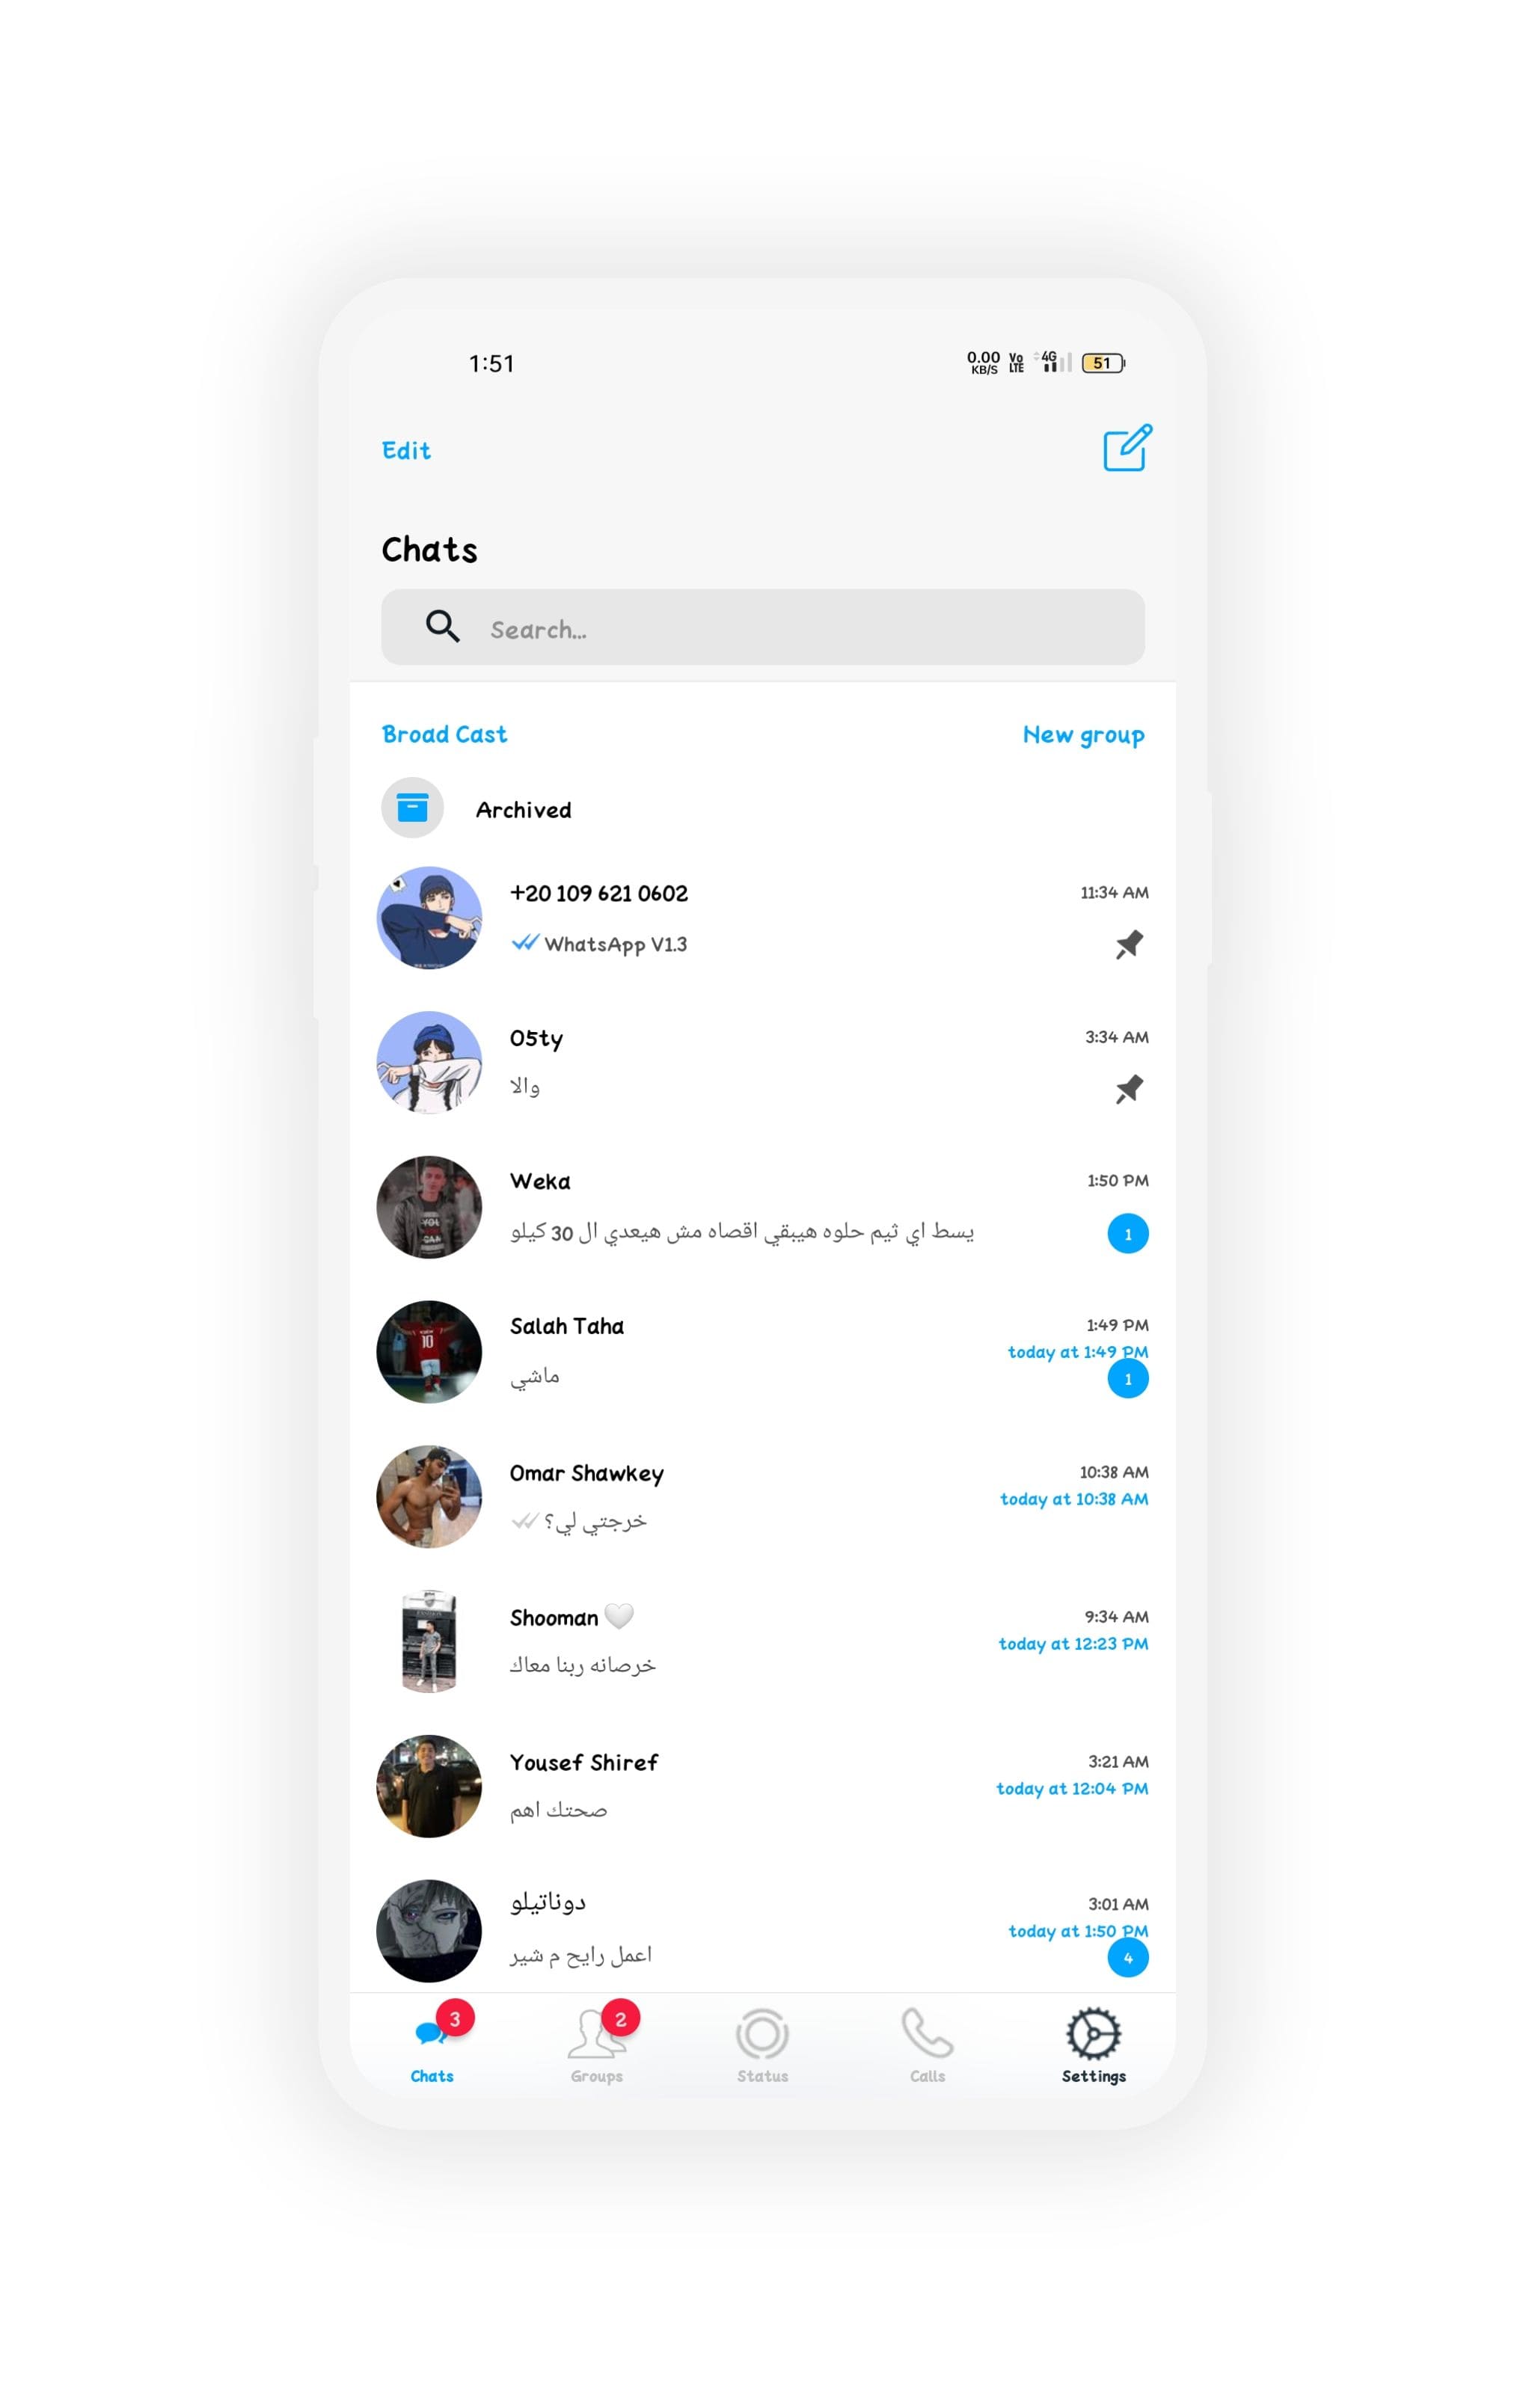 1:51
0.00 KB/S Vo LTE 4G 51
Edit
Chats
Search...
Broad Cast New group
Archived
+20 109 621 0602 11:34 AM
WhatsApp V1.3
O5ty 3:34 AM
والا
Weka 1:50 PM
يسط اي ثيم حلوه هيبقي اقصاه مش هيعدي ال 30 كيلو 1
Salah Taha 1:49 PM
today at 1:49 PM
ماشي 1
Omar Shawkey 10:38 AM
today at 10:38 AM
خرجتي لي؟
Shooman 🤍 9:34 AM
today at 12:23 PM
خرصانه ربنا معاك
Yousef Shiref 3:21 AM
today at 12:04 PM
صحتك اهم
دوناتيلو 3:01 AM
today at 1:50 PM
اعمل رايح م شير 4
3 2
Chats Groups Status Calls Settings